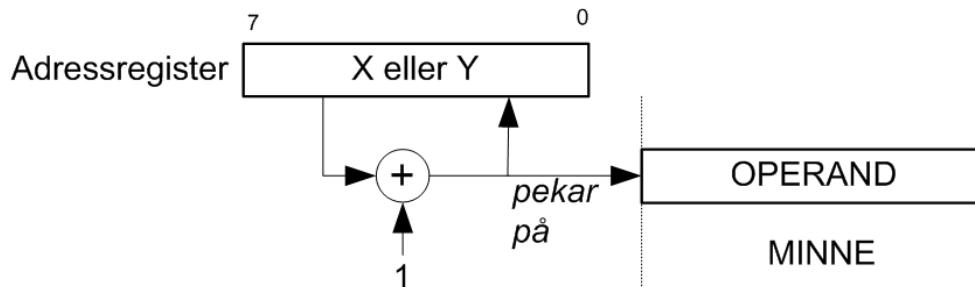 7 0
Adressregister X eller Y
+
pekar
på
OPERAND
MINNE
1